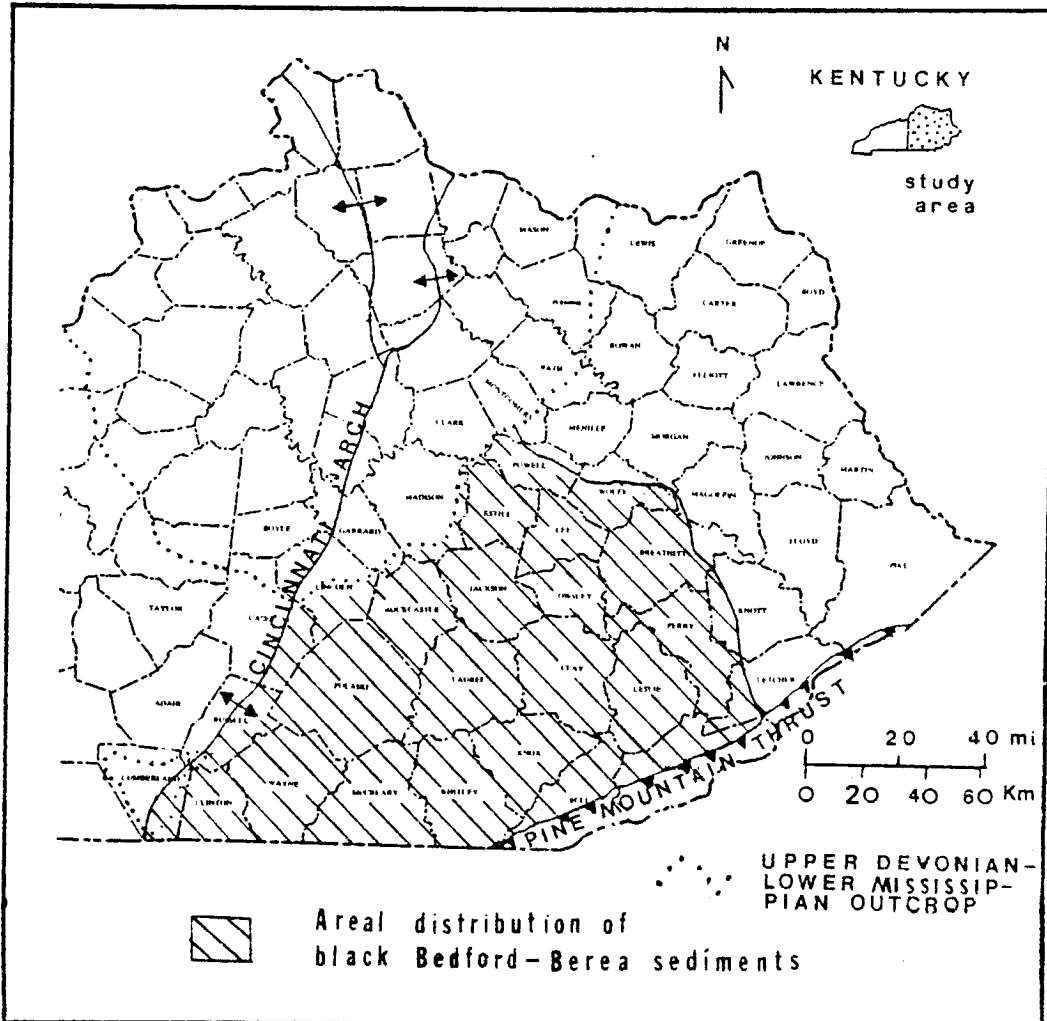 N
KENTUCKY
study
area
MASON
LEWIS
GREENUP
CARTER
BOYD
ROWAN
BATH
ELLIOTT
LAWRENCE
MONTGOMERY
CLARK
MENIFEE
MORGAN
JOHNSON
MARTIN
POWELL
MAGOFFIN
WOLFE
MADISON
ESTILL
LEE
FLOYD
BOYLE
GARRARD
BREATHITT
PIKE
CINCINNATI ARCH
LINCOLN
ROCKCASTLE
JACKSON
OWSLEY
KNOTT
TAYLOR
PERRY
CLAY
LETCHER
PULASKI
LAUREL
LESLIE
ADAIR
RUSSELL
KNOX
CUMBERLAND
WAYNE
CLINTON
McCREARY
WHITLEY
BELL
PINE MOUNTAIN THRUST
0 20 40 mi
0 20 40 60 Km
UPPER DEVONIAN-
LOWER MISSISSIP-
PIAN OUTCROP
Areal distribution of
black Bedford-Berea sediments